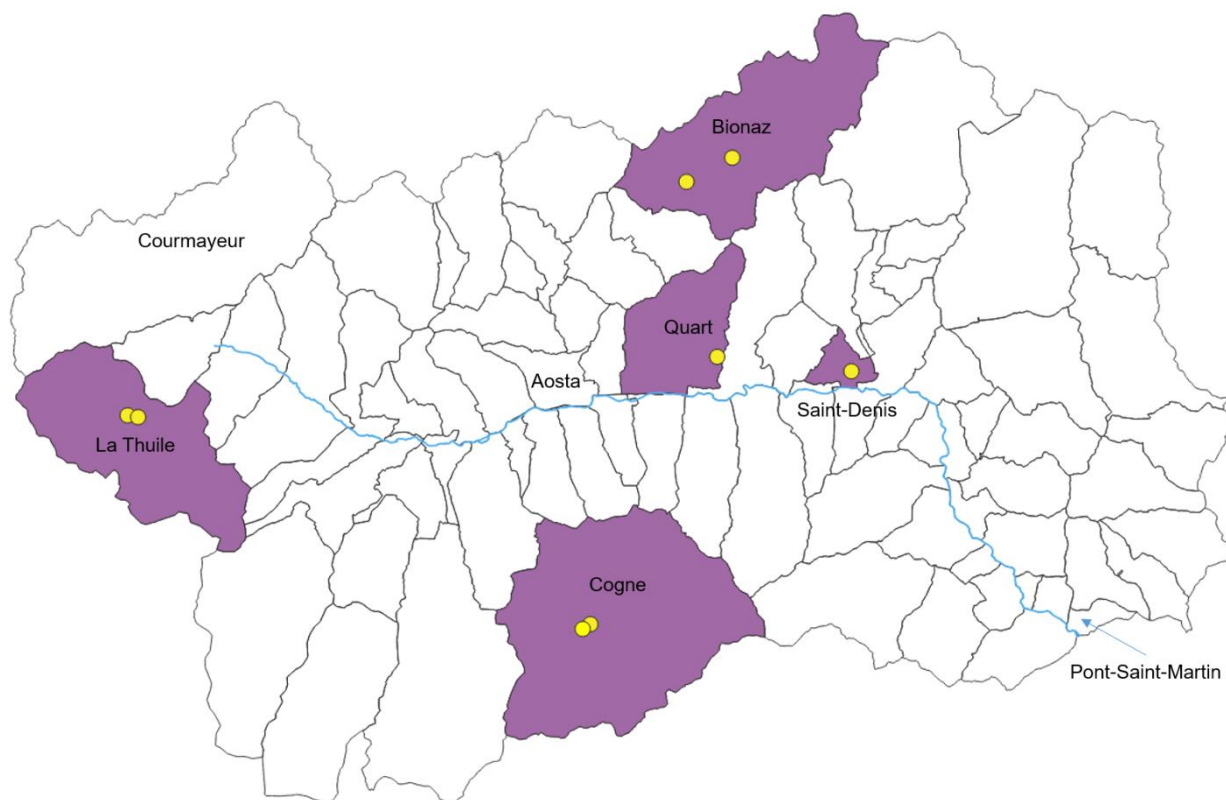 Bionaz
Courmayeur
Quart
Aosta
Saint-Denis
La Thuile
Cogne
Pont-Saint-Martin